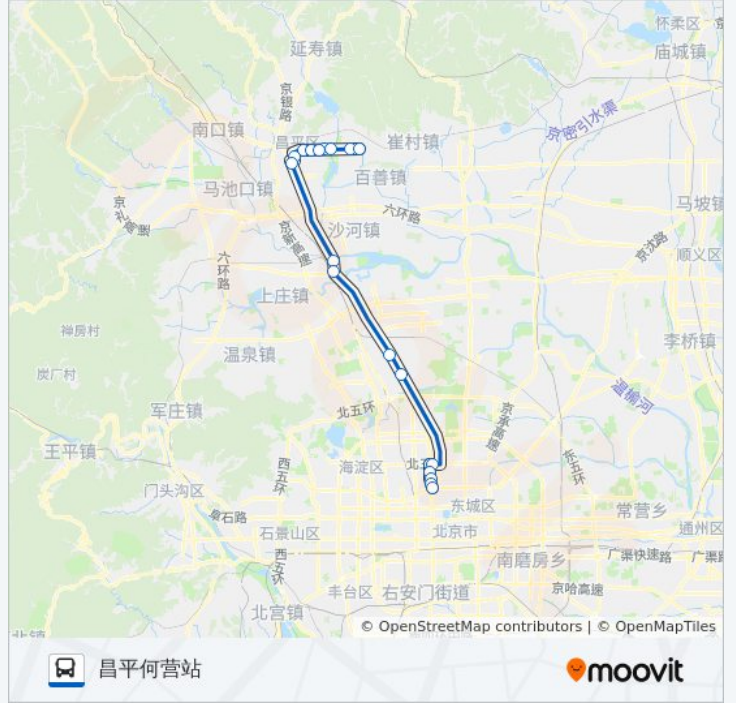 怀柔区
庙城镇
延寿镇
京银路
京密引水渠
南口镇
昌平区
崔村镇
百善镇
马池口镇
六环路
马坡镇
京礼高速
沙河镇
京新高速
京沈路
顺义区
六环路
上庄镇
禅房村
李桥镇
温泉镇
炭厂村
温榆河
军庄镇
北五环
京承高速
王平镇
西五环
海淀区
东五环
门头沟区
东城区
常营乡
阜石路
石景山区
北京市
通州区
广渠快速路
广渠
南磨房乡
西五环
丰台区
右安门街道
京哈高速
北宫镇
© OpenStreetMap contributors | © OpenMapTiles
昌平何营站
moovit